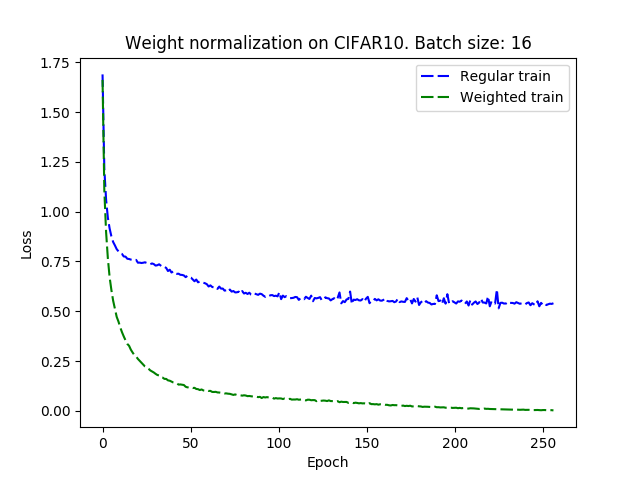 Weight normalization on CIFAR10. Batch size: 16
Regular train
Weighted train
Loss
1.75
1.50
1.25
1.00
0.75
0.50
0.25
0.00
0 50 100 150 200 250
Epoch